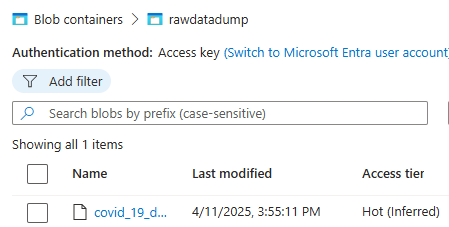 Blob containers > rawdatadump
Authentication method: Access key (Switch to Microsoft Entra user account)
Add filter
Search blobs by prefix (case-sensitive)
Showing all 1 items
Name Last modified Access tier
covid_19_d... 4/11/2025, 3:55:11 PM Hot (Inferred)